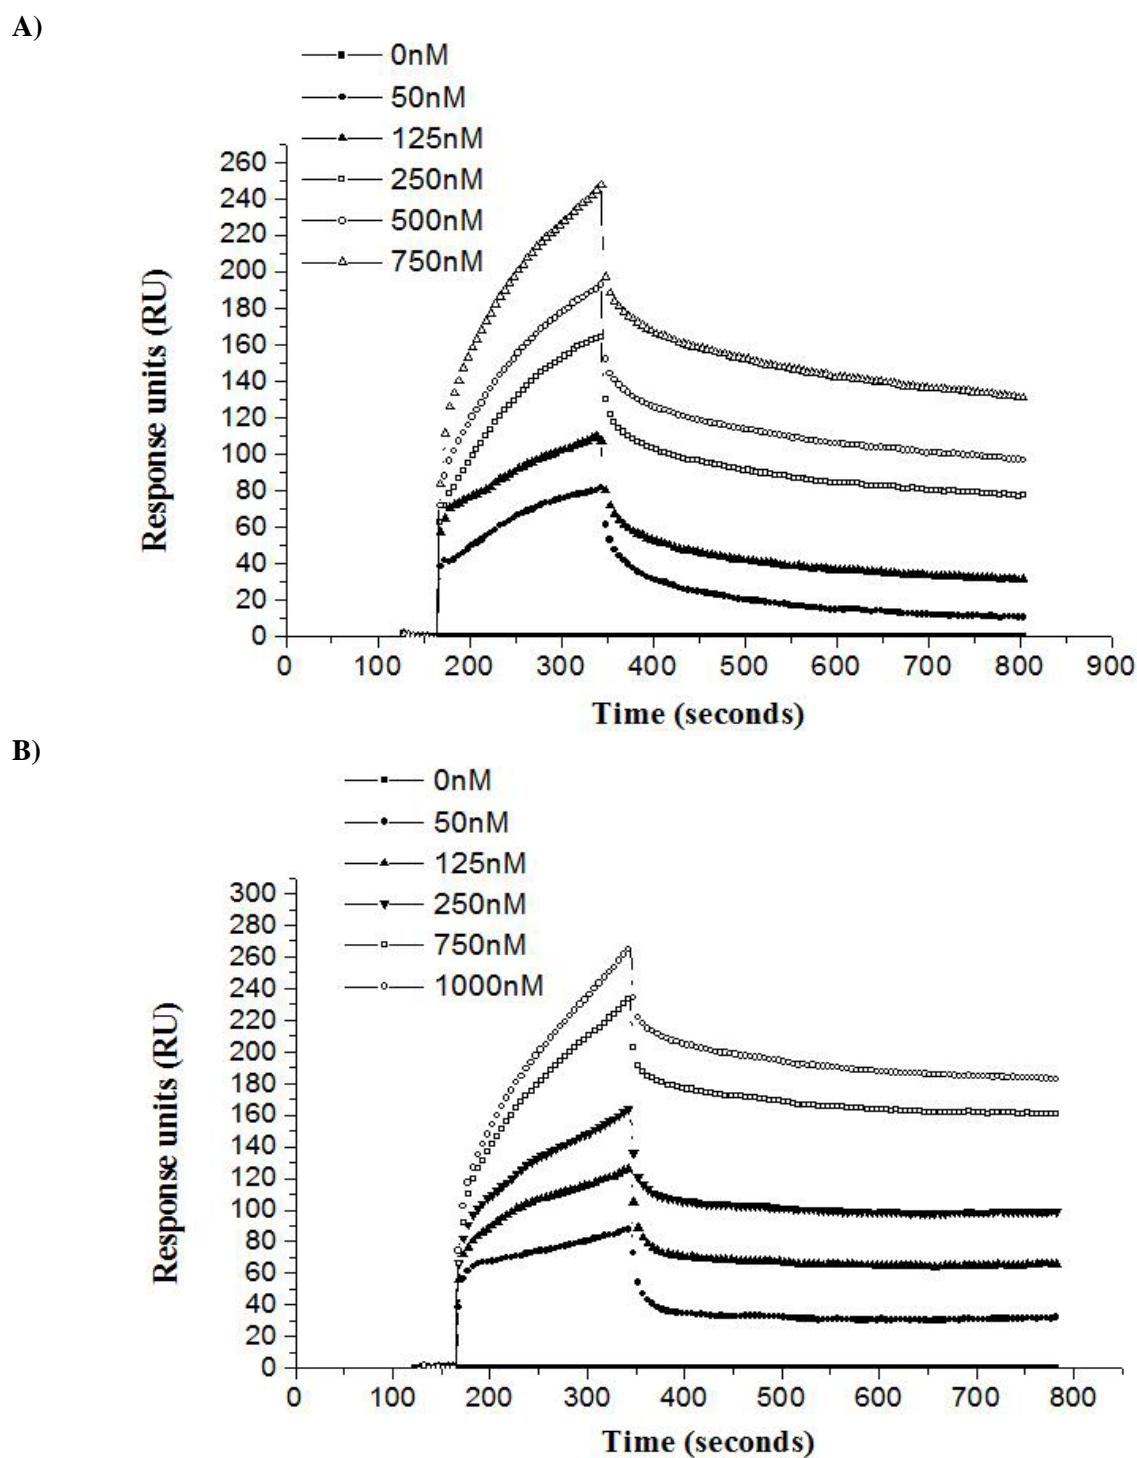 A)
0nM
50nM
125nM
250nM
500nM
750nM
260
240
220
200
180
160
140
120
100
80
60
40
20
0
Response units (RU)
0 100 200 300 400 500 600 700 800 900
Time (seconds)
B)
0nM
50nM
125nM
250nM
750nM
1000nM
300
280
260
240
220
200
180
160
140
120
100
80
60
40
20
0
Response units (RU)
0 100 200 300 400 500 600 700 800
Time (seconds)